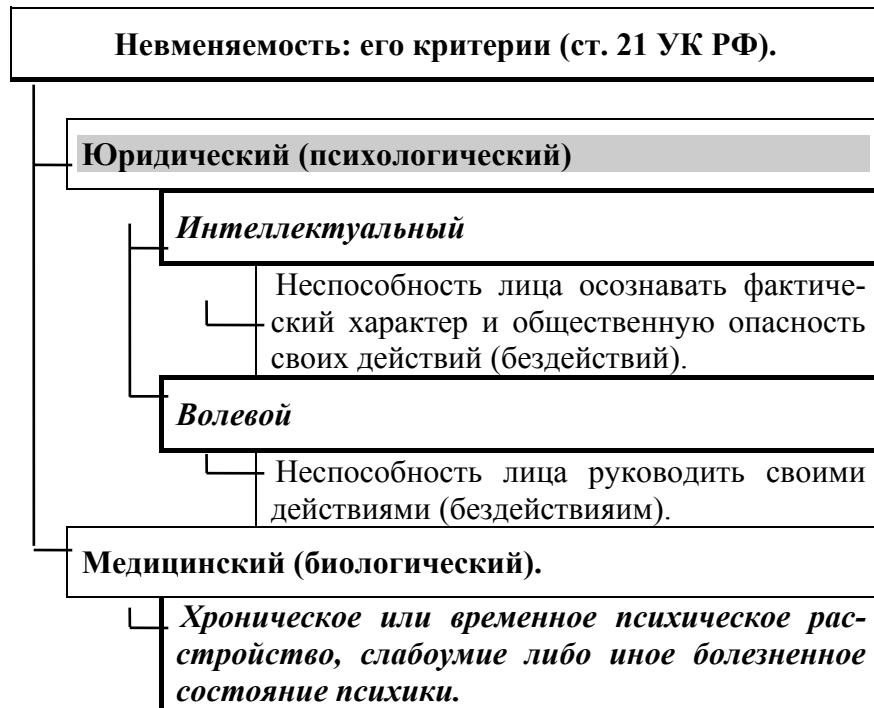 Невменяемость: его критерии (ст. 21 УК РФ).
Юридический (психологический)
Интеллектуальный
Неспособность лица осознавать фактиче-
ский характер и общественную опасность
своих действий (бездействий).
Волевой
Неспособность лица руководить своими
действиями (бездействияим).
Медицинский (биологический).
Хроническое или временное психическое рас-
стройство, слабоумие либо иное болезненное
состояние психики.